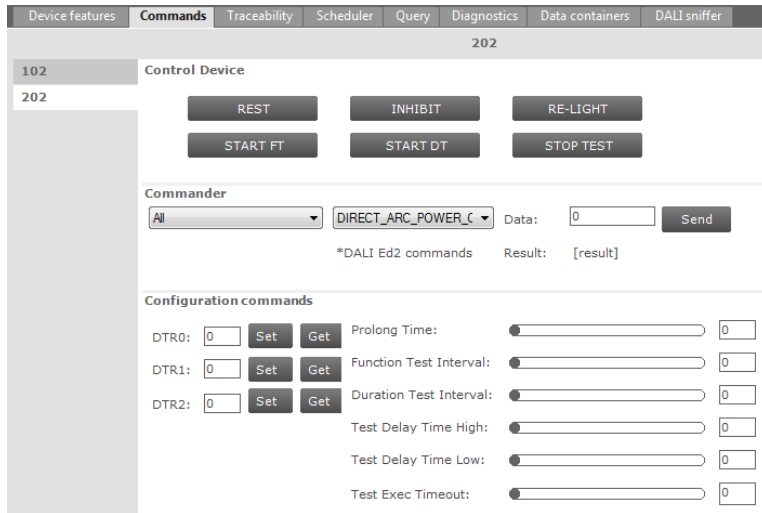 Device features Commands Traceability Scheduler Query Diagnostics Data containers DALI sniffer
202
102
202
Control Device
REST INHIBIT RE-LIGHT
START FT START DT STOP TEST
Commander
All DIRECT_ARC_POWER_C Data: 0 Send
*DALI Ed2 commands Result: [result]
Configuration commands
DTR0: 0 Set Get Prolong Time: 0
DTR1: 0 Set Get Function Test Interval: 0
DTR2: 0 Set Get Duration Test Interval: 0
Test Delay Time High: 0
Test Delay Time Low: 0
Test Exec Timeout: 0